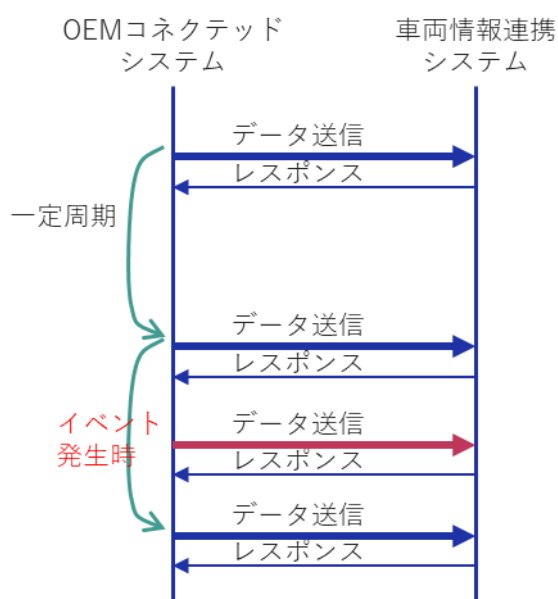 OEMコネクテッド
システム
車両情報連携
システム
データ送信
レスポンス
一定周期
データ送信
レスポンス
イベント
発生時
データ送信
レスポンス
データ送信
レスポンス